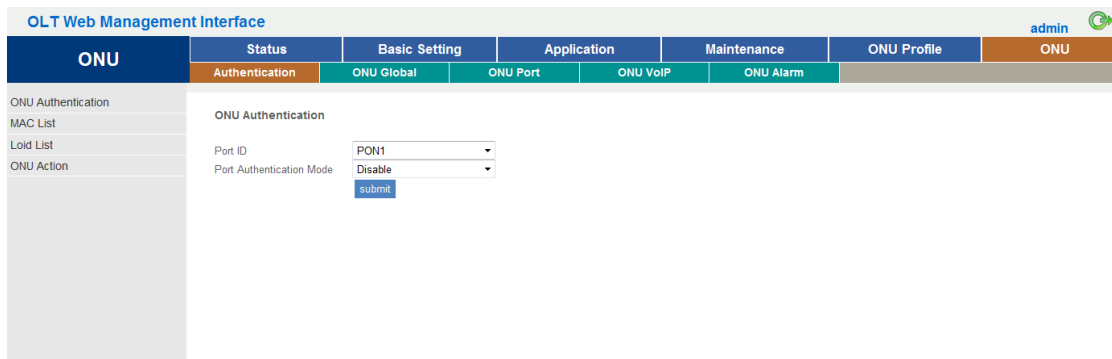 OLT Web Management Interface
admin
ONU
Status Basic Setting Application Maintenance ONU Profile ONU
Authentication ONU Global ONU Port ONU VoIP ONU Alarm
ONU Authentication
MAC List
Loid List
ONU Action
ONU Authentication
Port ID PON1
Port Authentication Mode Disable
submit